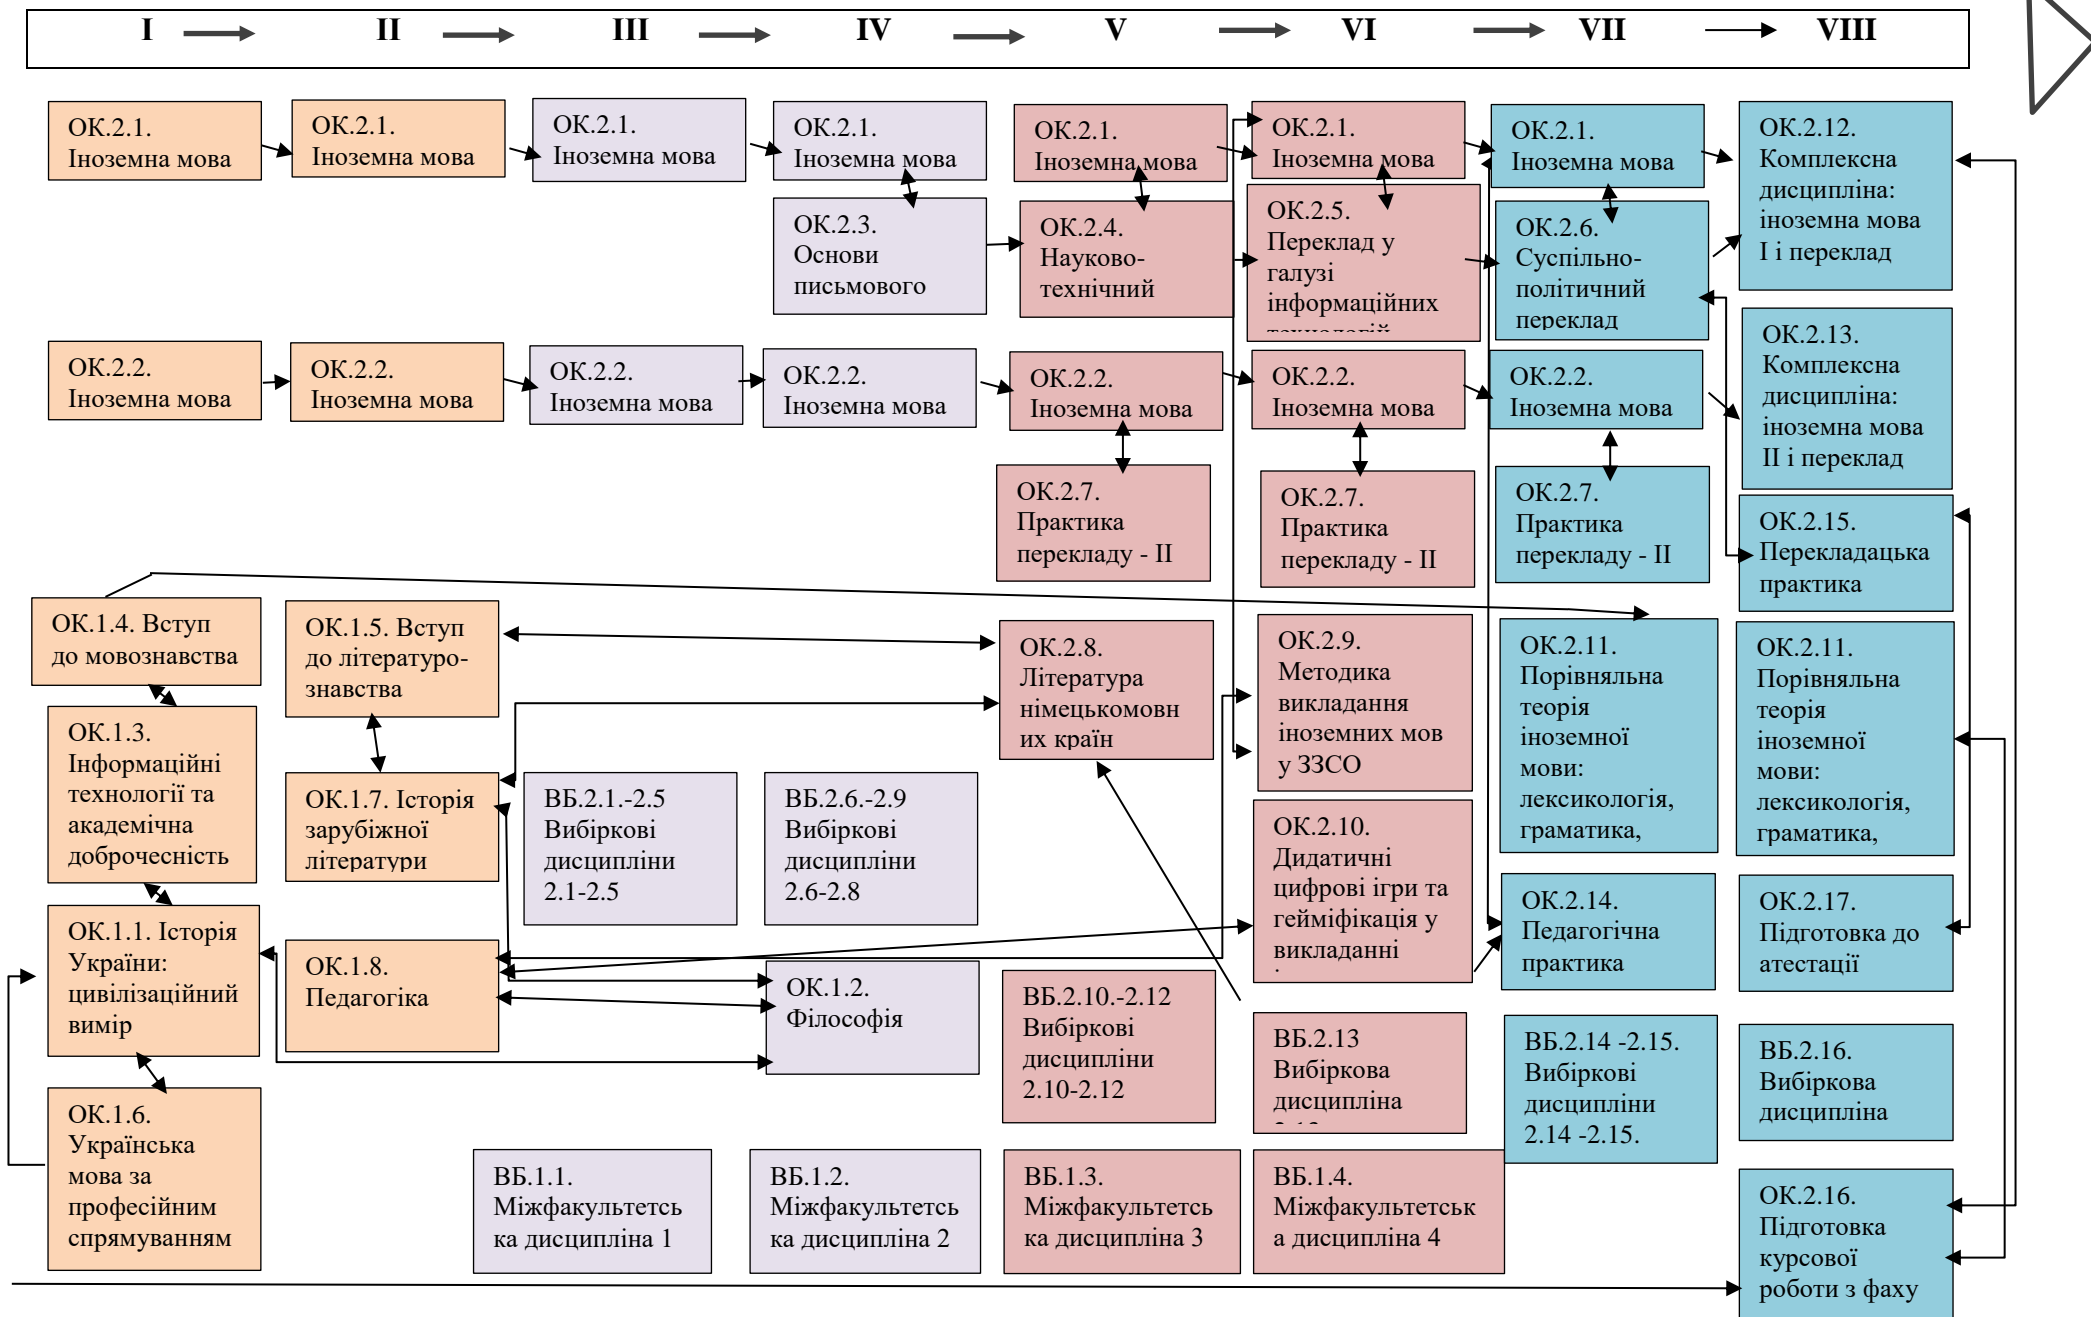 I II III IV V VI VII VIII
ОК.2.1.
Іноземна мова
ОК.2.1.
Іноземна мова
ОК.2.1.
Іноземна мова
ОК.2.1.
Іноземна мова
ОК.2.1.
Іноземна мова
ОК.2.1.
Іноземна мова
ОК.2.1.
Іноземна мова
ОК.2.12.
Комплексна
дисципліна:
іноземна мова
І і переклад
ОК.2.3.
Основи
письмового
ОК.2.4.
Науково-
технічний
ОК.2.5.
Переклад у
галузі
інформаційних
технологій
ОК.2.6.
Суспільно-
політичний
переклад
ОК.2.2.
Іноземна мова
ОК.2.2.
Іноземна мова
ОК.2.2.
Іноземна мова
ОК.2.2.
Іноземна мова
ОК.2.2.
Іноземна мова
ОК.2.2.
Іноземна мова
ОК.2.2.
Іноземна мова
ОК.2.13.
Комплексна
дисципліна:
іноземна мова
ІІ і переклад
ОК.2.7.
Практика
перекладу - ІІ
ОК.2.7.
Практика
перекладу - ІІ
ОК.2.7.
Практика
перекладу - ІІ
ОК.2.15.
Перекладацька
практика
ОК.1.4. Вступ
до мовознавства
ОК.1.5. Вступ
до літературо-
знавства
ОК.2.8.
Література
німецькомовн
их країн
ОК.2.9.
Методика
викладання
іноземних мов
у ЗЗСО
ОК.2.11.
Порівняльна
теорія
іноземної
мови:
лексикологія,
граматика,
ОК.2.11.
Порівняльна
теорія
іноземної
мови:
лексикологія,
граматика,
ОК.1.3.
Інформаційні
технології та
академічна
доброчесність
ОК.1.7. Історія
зарубіжної
літератури
ВБ.2.1.-2.5
Вибіркові
дисципліни
2.1-2.5
ВБ.2.6.-2.9
Вибіркові
дисципліни
2.6-2.8
ОК.2.10.
Дидатичні
цифрові ігри та
гейміфікація у
викладанні
ОК.2.14.
Педагогічна
практика
ОК.2.17.
Підготовка до
атестації
ОК.1.1. Історія
України:
цивілізаційний
вимір
ОК.1.8.
Педагогіка
ОК.1.2.
Філософія
ВБ.2.10.-2.12
Вибіркові
дисципліни
2.10-2.12
ВБ.2.13
Вибіркова
дисципліна
ВБ.2.14 -2.15.
Вибіркові
дисципліни
2.14 -2.15.
ВБ.2.16.
Вибіркова
дисципліна
ОК.1.6.
Українська
мова за
професійним
спрямуванням
ВБ.1.1.
Міжфакультетсь
ка дисципліна 1
ВБ.1.2.
Міжфакультетсь
ка дисципліна 2
ВБ.1.3.
Міжфакультетсь
ка дисципліна 3
ВБ.1.4.
Міжфакультетськ
а дисципліна 4
ОК.2.16.
Підготовка
курсової
роботи з фаху